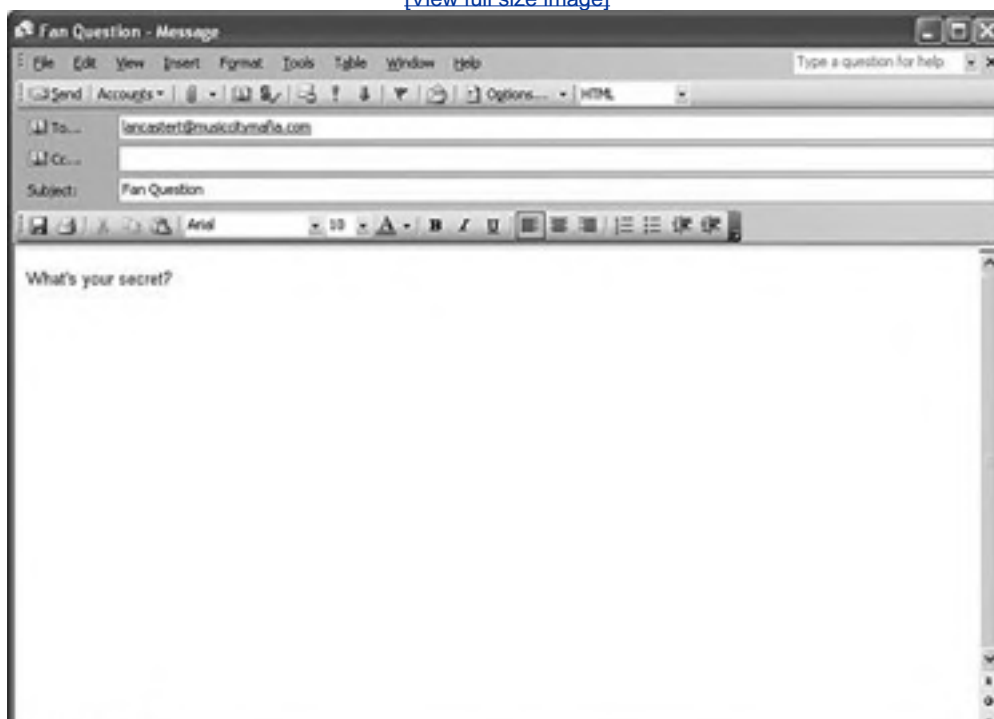 [View full size image]
Fan Question - Message
File Edit View Insert Format Tools Table Window Help Type a question for help
Send Accounts Options... HTML
To... lancastert@musiccitymafia.com
Cc...
Subject: Fan Question
Arial 10 A B I U
What's your secret?